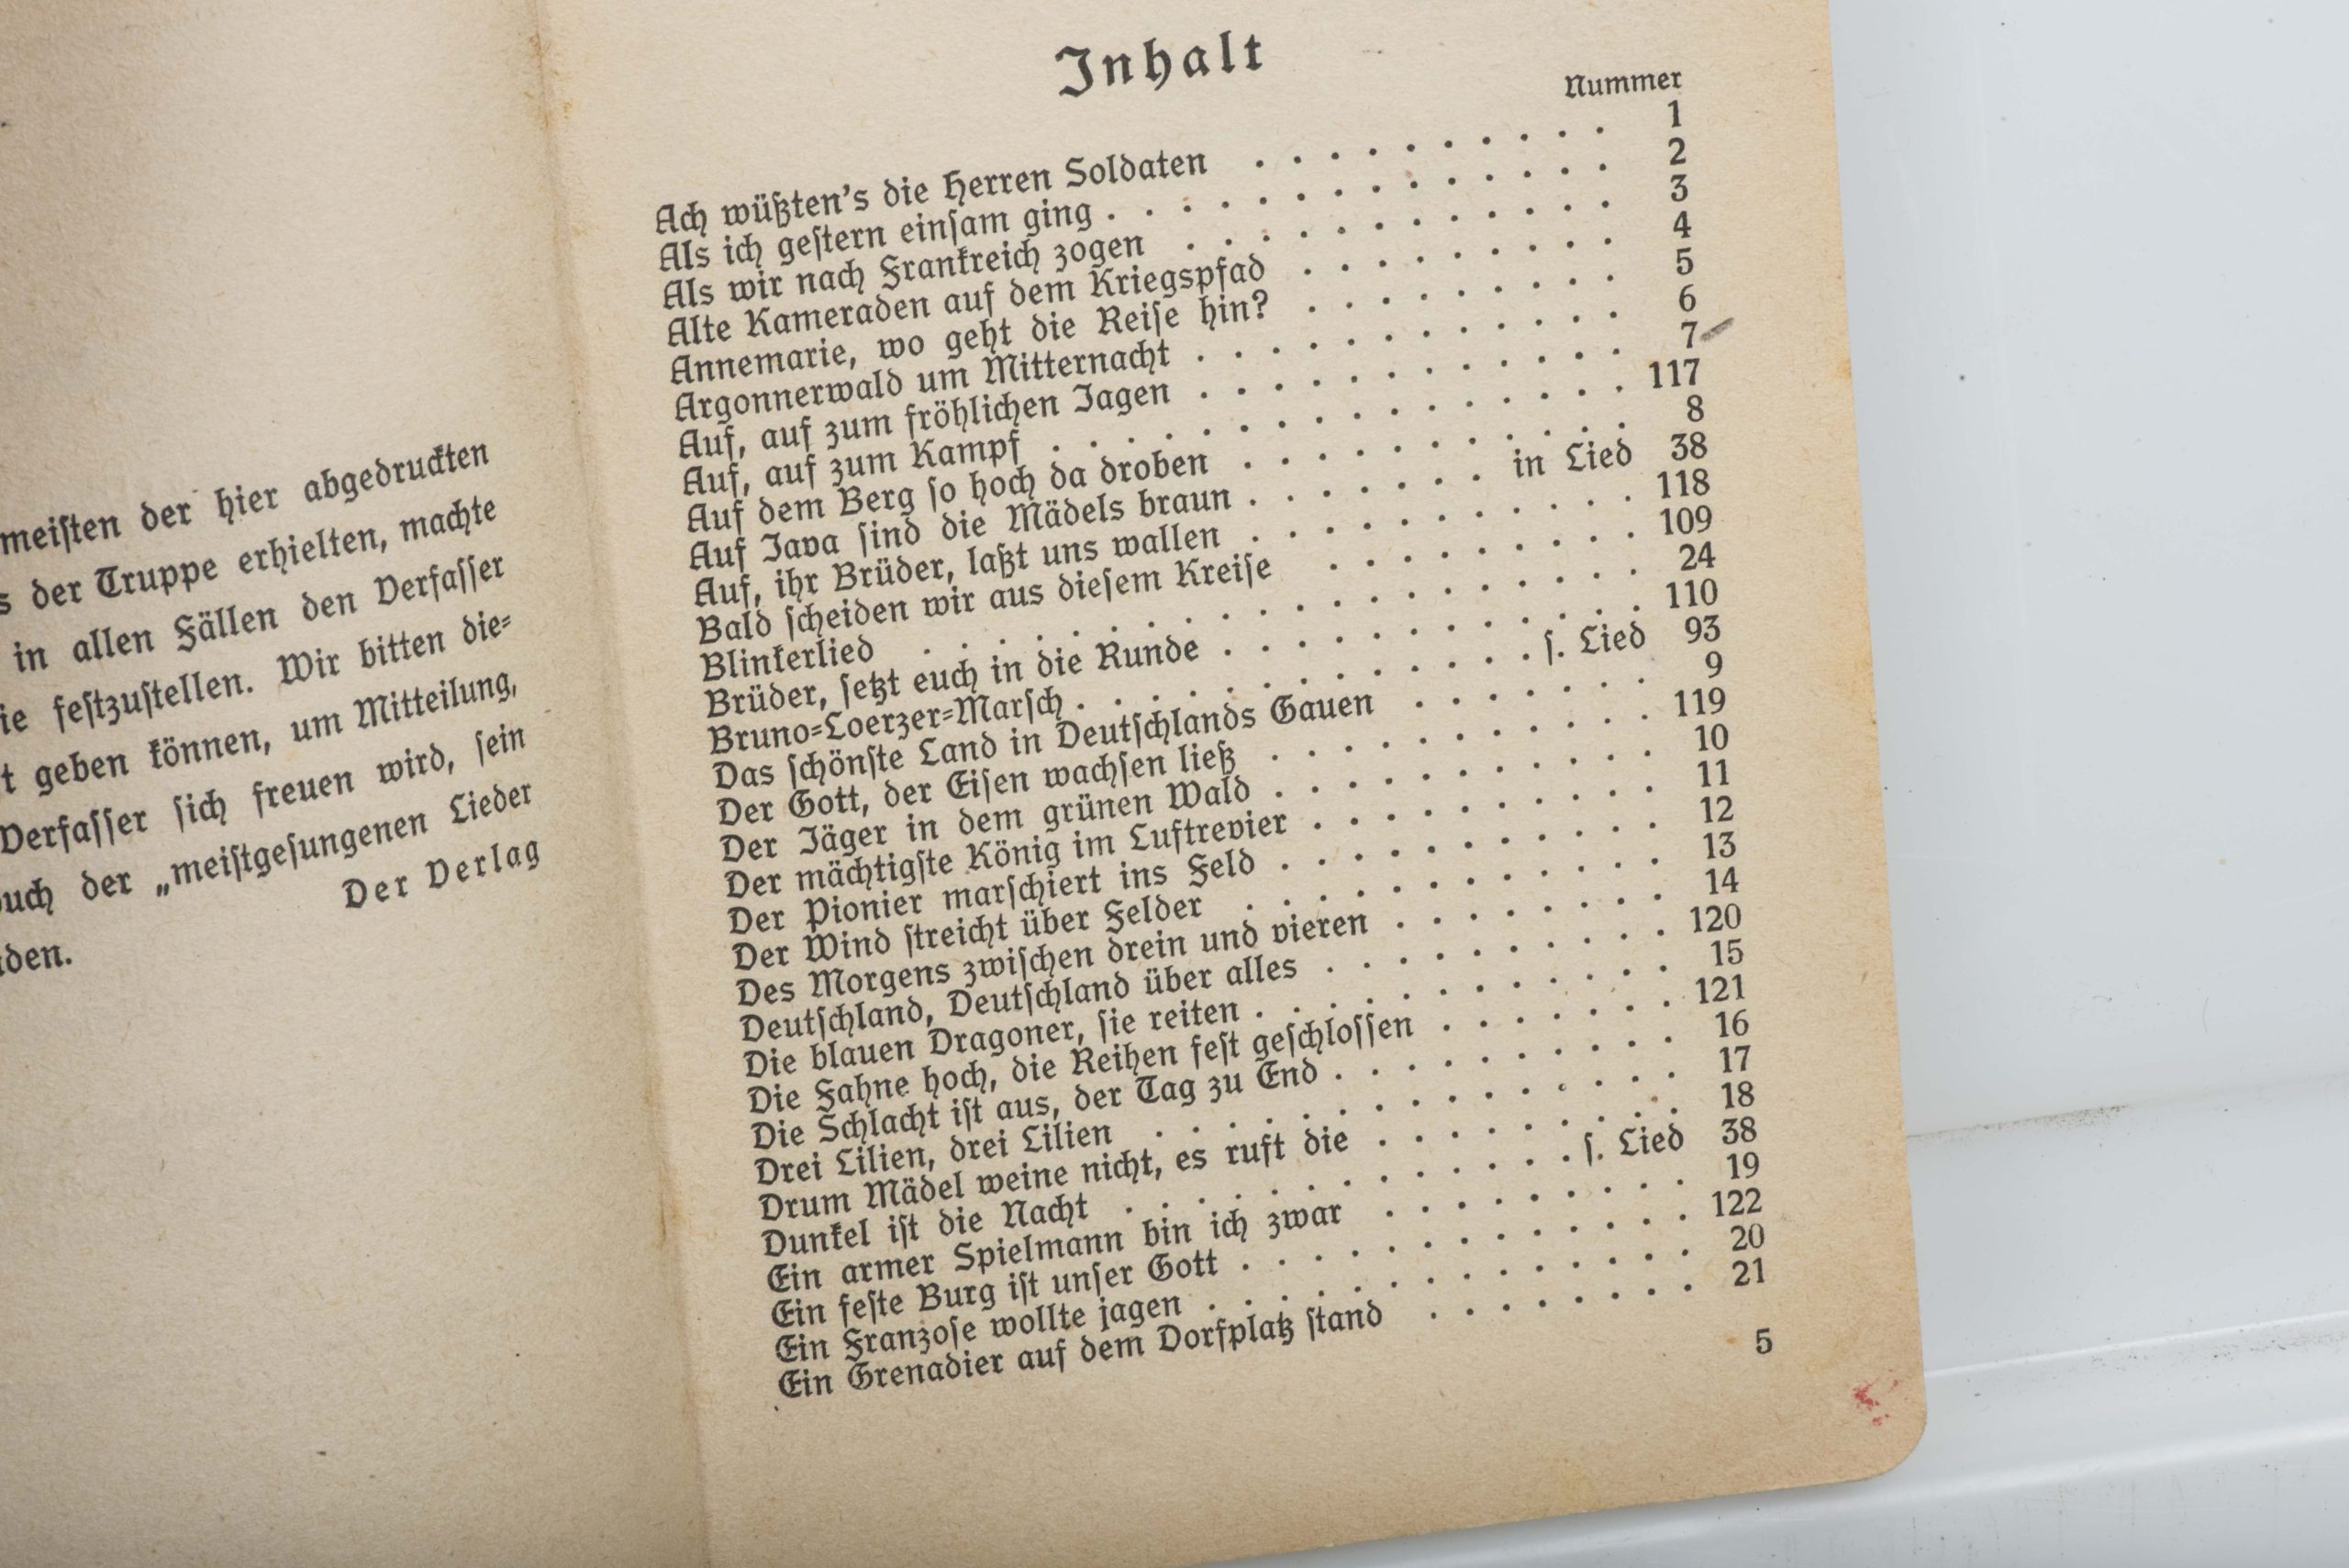 meisten der hier abgedruckten
s der Truppe erhielten, machte
in allen Fällen den Verfasser
ie festzustellen. Wir bitten die=
t geben können, um Mitteilung,
Verfasser sich freuen wird, sein
buch der „meistgesungenen Lieder
den.
Der Verlag
Inhalt
Nummer
Ach wüßten's die Herren Soldaten . . . . . . . . . . 1
Als ich gestern einsam ging . . . . . . . . . . . . . . 2
Als wir nach Frankreich zogen . . . . . . . . . . . . 3
Alte Kameraden auf dem Kriegspfad . . . . . . . . . 4
Annemarie, wo geht die Reise hin? . . . . . . . . . 5
Argonnerwald um Mitternacht . . . . . . . . . . . . 6
Auf, auf zum fröhlichen Jagen . . . . . . . . . . . . 7
Auf, auf zum Kampf . . . . . . . . . . . . . . . . 117
Auf dem Berg so hoch da droben . . . . . . . . . . . 8
Auf Java sind die Mädels braun . . . . . . . in Lied 38
Auf, ihr Brüder, laßt uns wallen . . . . . . . . . . . 118
Bald scheiden wir aus diesem Kreise . . . . . . . . . 109
Blinkerlied . . . . . . . . . . . . . . . . . . . . 24
Brüder, setzt euch in die Runde . . . . . . . . . . . . 110
Bruno=Loerzer=Marsch . . . . . . . . . . . . . s. Lied 93
Das schönste Land in Deutschlands Gauen . . . . . . . 9
Der Gott, der Eisen wachsen ließ . . . . . . . . . . . 119
Der Jäger in dem grünen Wald . . . . . . . . . . . 10
Der mächtigste König im Luftrevier . . . . . . . . . . 11
Der Pionier marschiert ins Feld . . . . . . . . . . . 12
Der Wind streicht über Felder . . . . . . . . . . . . 13
Des Morgens zwischen drein und vieren . . . . . . . . 14
Deutschland, Deutschland über alles . . . . . . . . . . 120
Die blauen Dragoner, sie reiten . . . . . . . . . . . . 15
Die Fahne hoch, die Reihen fest geschlossen . . . . . . . 121
Die Schlacht ist aus, der Tag zu End . . . . . . . . . . 16
Drei Lilien, drei Lilien . . . . . . . . . . . . . . . 17
Drum Mädel weine nicht, es ruft die . . . . . . . . . 18
Dunkel ist die Nacht . . . . . . . . . . . . . s. Lied 38
Ein armer Spielmann bin ich zwar . . . . . . . . . 19
Ein feste Burg ist unser Gott . . . . . . . . . . . . . 122
Ein Franzose wollte jagen . . . . . . . . . . . . . . 20
Ein Grenadier auf dem Dorfplatz stand . . . . . . . . 21
5